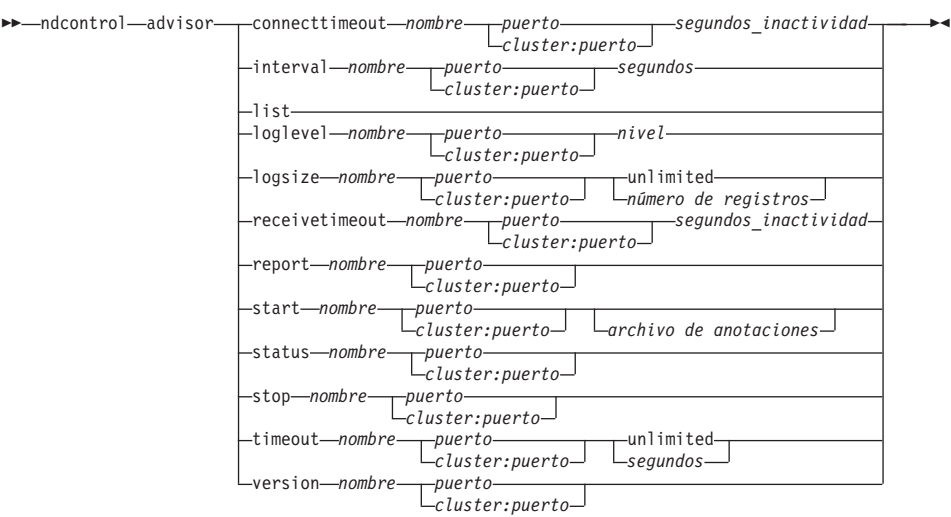 ndcontrol advisor connecttimeout nombre puerto segundos_inactividad
cluster:puerto
interval nombre puerto segundos
cluster:puerto
list
loglevel nombre puerto nivel
cluster:puerto
logsize nombre puerto unlimited
cluster:puerto número de registros
receivetimeout nombre puerto segundos_inactividad
cluster:puerto
report nombre puerto
cluster:puerto
start nombre puerto
cluster:puerto archivo de anotaciones
status nombre puerto
cluster:puerto
stop nombre puerto
cluster:puerto
timeout nombre puerto unlimited
cluster:puerto segundos
version nombre puerto
cluster:puerto